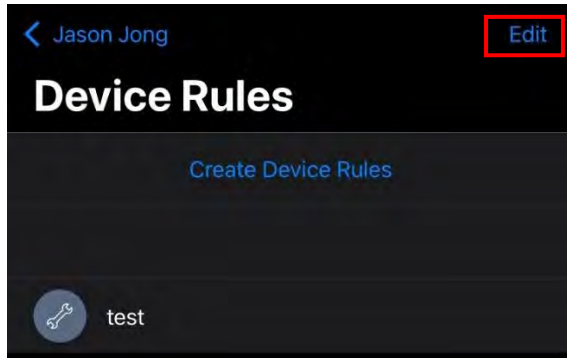 Jason Jong
Edit
Device Rules
Create Device Rules
test